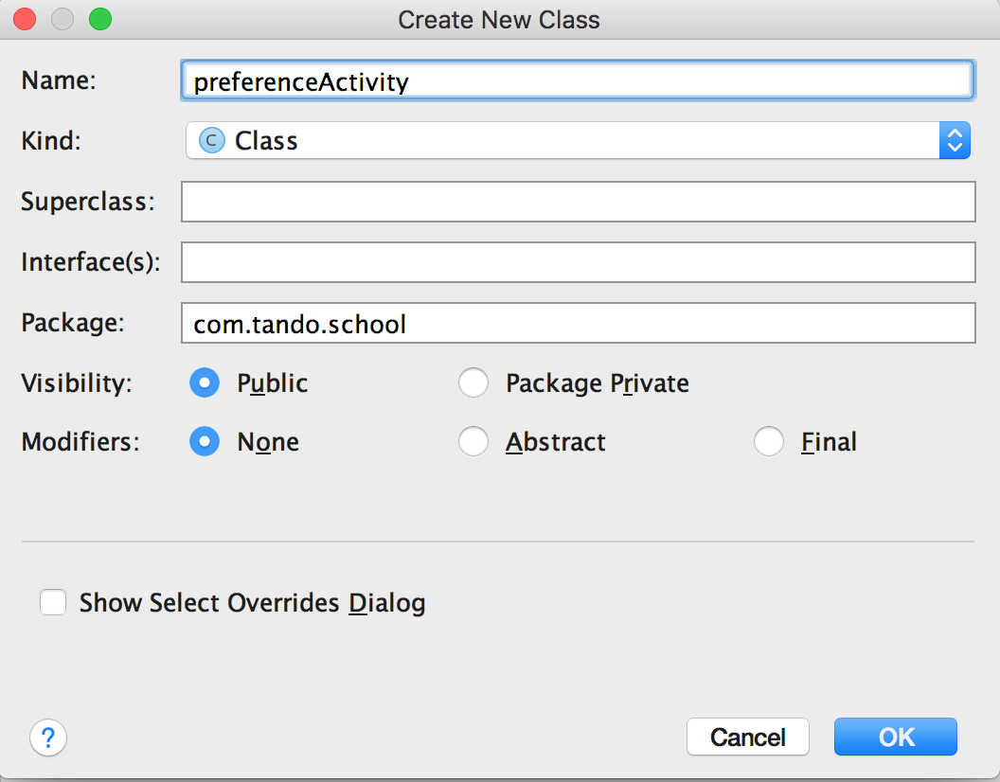 Create New Class
Name: preferenceActivity
Kind: C Class
Superclass:
Interface(s):
Package: com.tando.school
Visibility: Public Package Private
Modifiers: None Abstract Final
Show Select Overrides Dialog
? Cancel OK